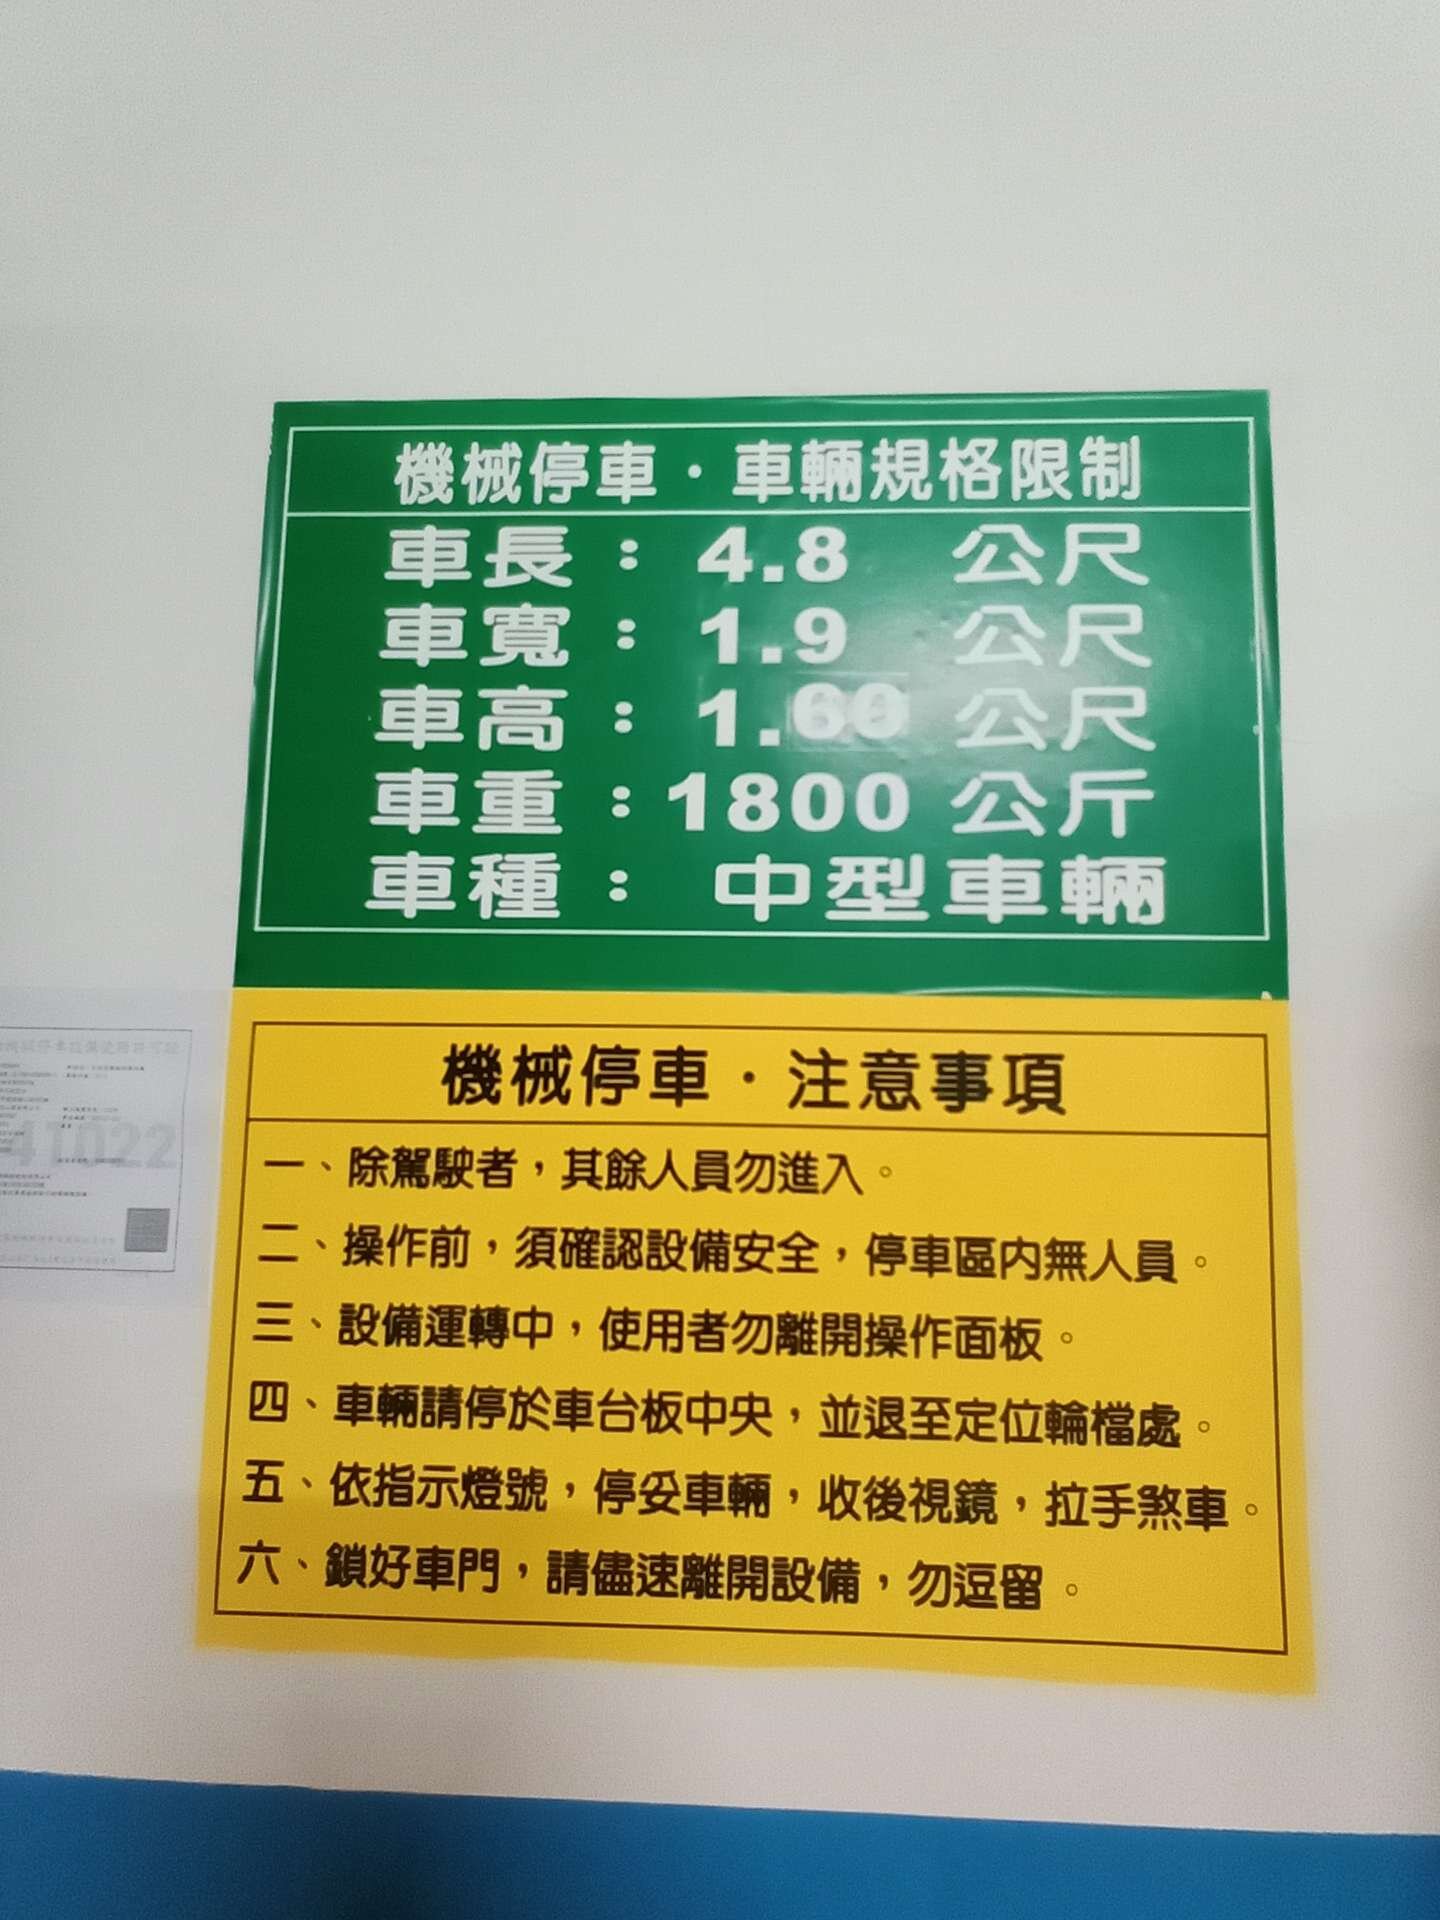 機械停車・車輛規格限制
車長：4.8 公尺
車寬：1.9 公尺
車高：1.60 公尺
車重：1800 公斤
車種：中型車輛
機械停車・注意事項
一、除駕駛者，其餘人員勿進入。
二、操作前，須確認設備安全，停車區內無人員。
三、設備運轉中，使用者勿離開操作面板。
四、車輛請停於車台板中央，並退至定位輪檔處。
五、依指示燈號，停妥車輛，收後視鏡，拉手煞車。
六、鎖好車門，請儘速離開設備，勿逗留。
41022